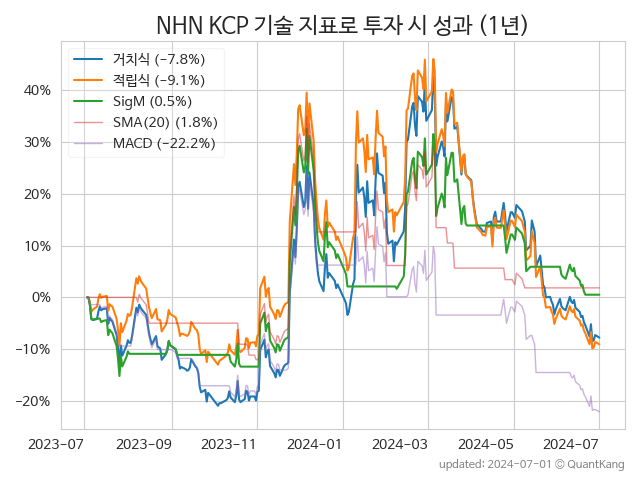 NHN KCP 기술 지표로 투자 시 성과 (1년)
거치식 (−7.8%)
적립식 (−9.1%)
SigM (0.5%)
SMA(20) (1.8%)
MACD (−22.2%)
40%
30%
20%
10%
0%
−10%
−20%
2023-07 2023-09 2023-11 2024-01 2024-03 2024-05 2024-07
updated: 2024-07-01 © QuantKang